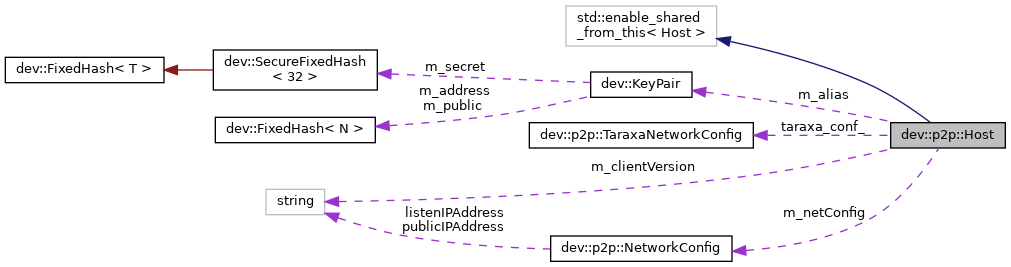 std::enable_shared
_from_this< Host >
dev::FixedHash< T >
dev::SecureFixedHash
< 32 >
m_secret
dev::KeyPair
m_address
m_public
m_alias
dev::FixedHash< N >
dev::p2p::TaraxaNetworkConfig
taraxa_conf_
dev::p2p::Host
m_clientVersion
string
listenIPAddress
publicIPAddress
m_netConfig
dev::p2p::NetworkConfig